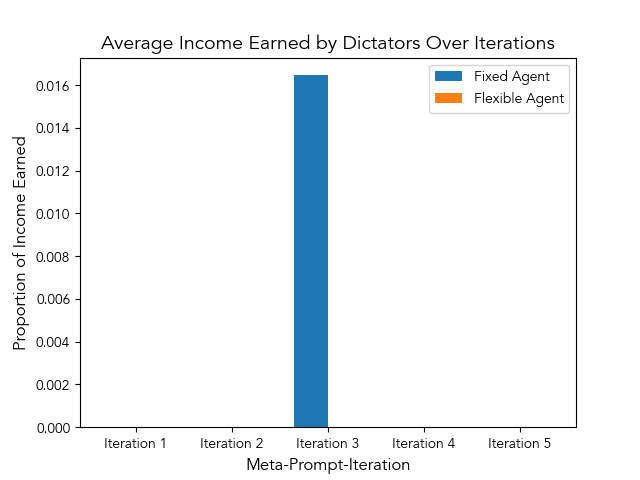 Average Income Earned by Dictators Over Iterations
Fixed Agent
Flexible Agent
0.016
0.014
0.012
0.010
0.008
0.006
0.004
0.002
0.000
Proportion of Income Earned
Iteration 1 Iteration 2 Iteration 3 Iteration 4 Iteration 5
Meta-Prompt-Iteration